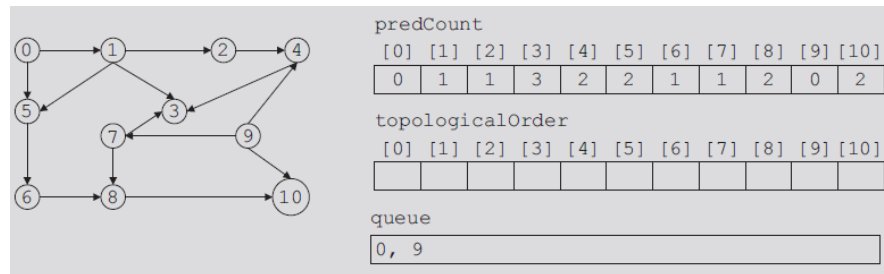 0 1 2 4
5 3
7 9
6 8 10
predCount
[0] [1] [2] [3] [4] [5] [6] [7] [8] [9] [10]
0 1 1 3 2 2 1 1 2 0 2
topologicalOrder
[0] [1] [2] [3] [4] [5] [6] [7] [8] [9] [10]
queue
0, 9